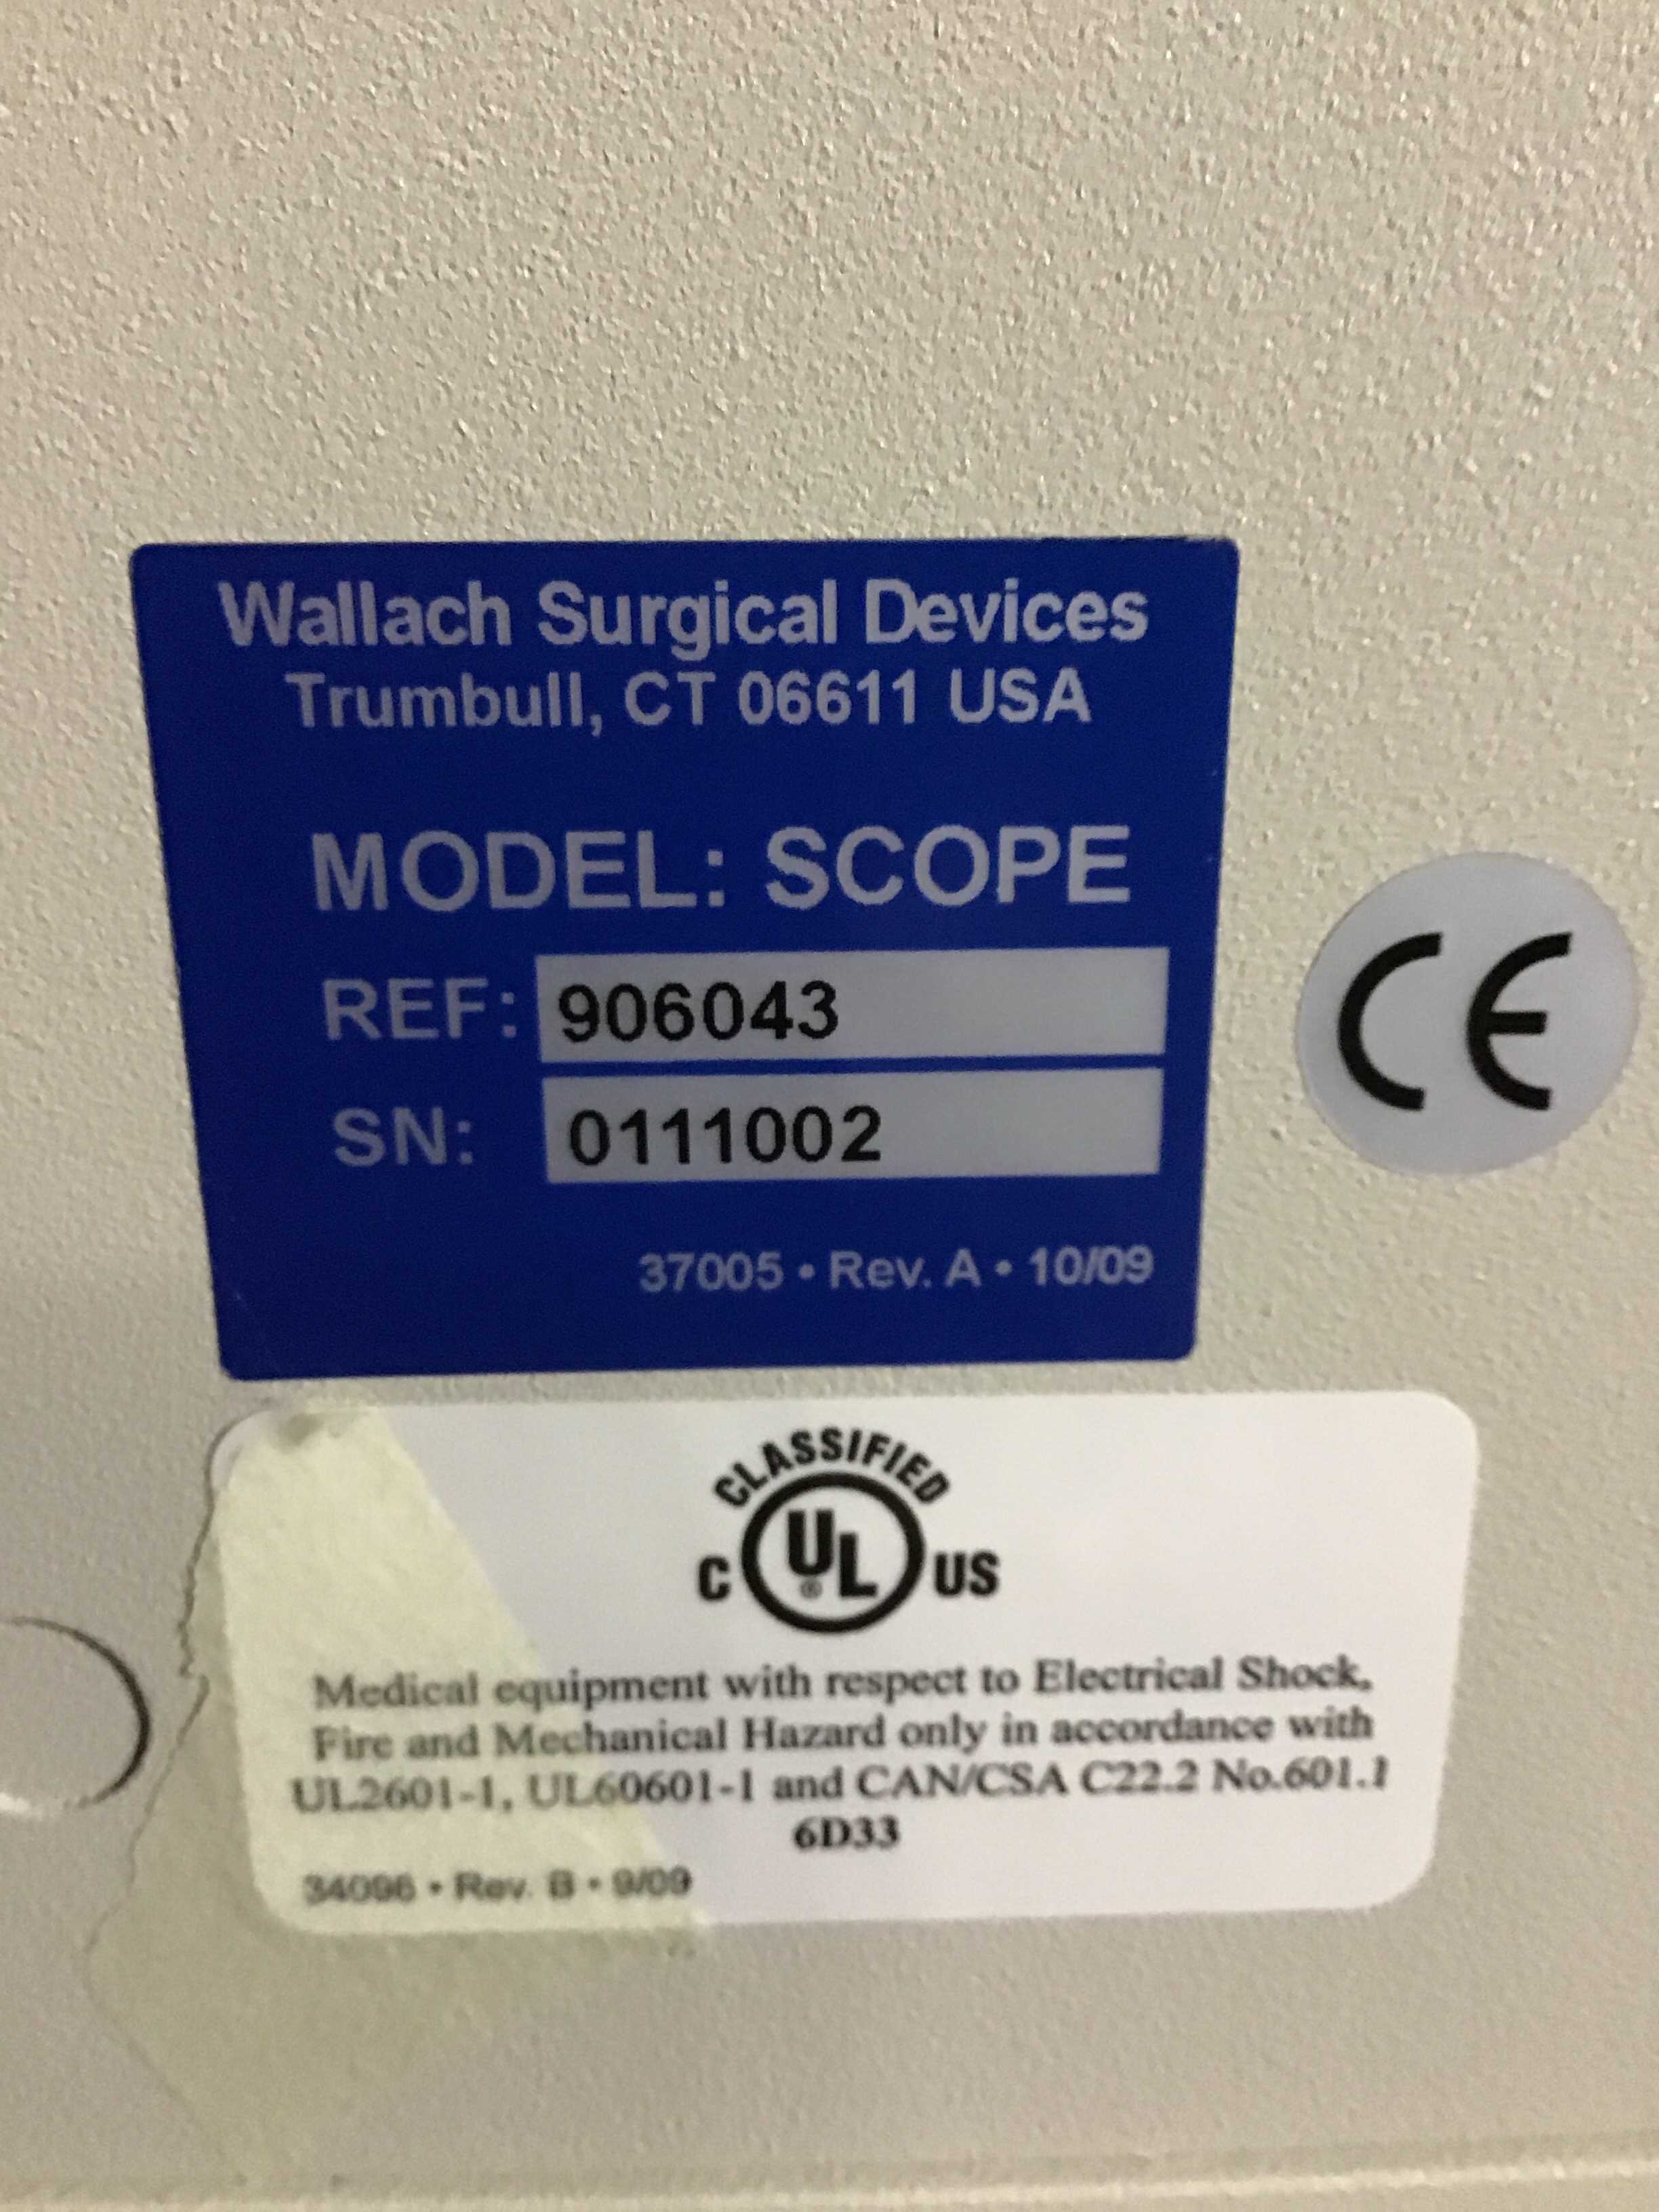 Wallach Surgical Devices
Trumbull, CT 06611 USA
MODEL: SCOPE
REF: 906043
SN: 0111002
37005 • Rev. A • 10/09
CE
CLASSIFIED
C UL® US
Medical equipment with respect to Electrical Shock,
Fire and Mechanical Hazard only in accordance with
UL2601-1, UL60601-1 and CAN/CSA C22.2 No.601.1
6D33
34096 • Rev. B • 9/09